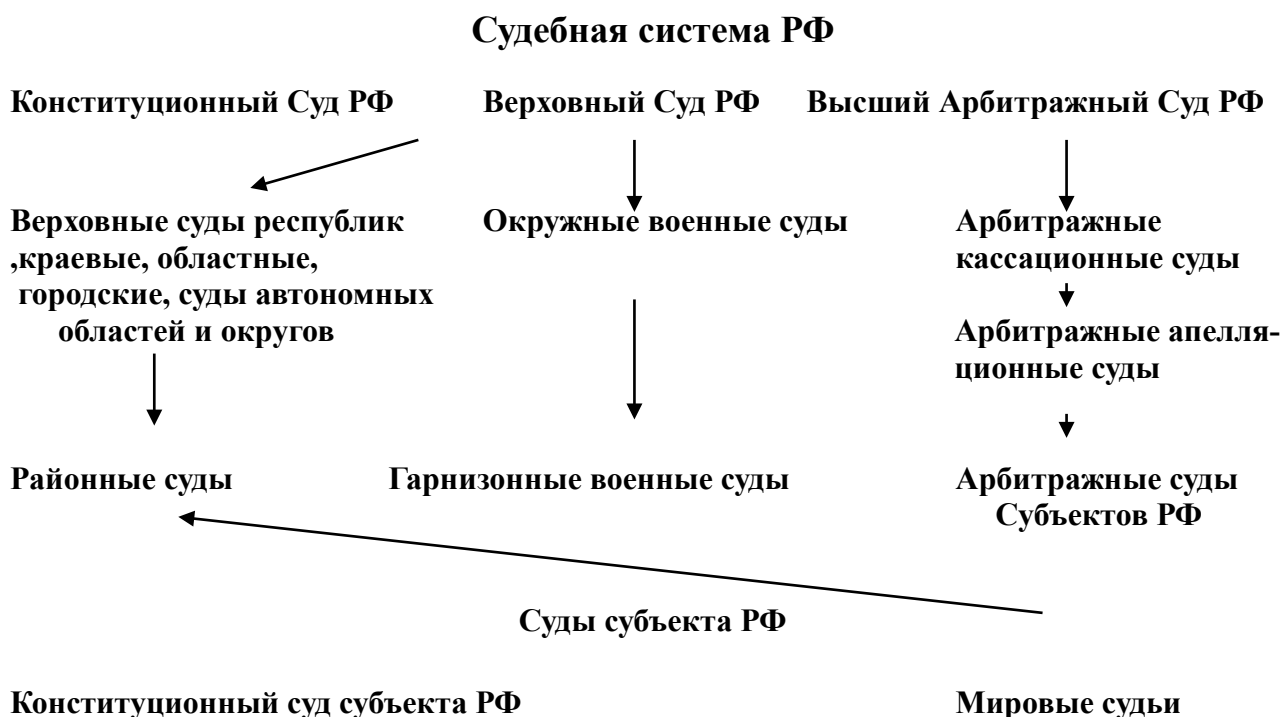 Судебная система РФ
Конституционный Суд РФ Верховный Суд РФ Высший Арбитражный Суд РФ
Верховные суды республик
,краевые, областные,
городские, суды автономных
областей и округов
Окружные военные суды
Арбитражные
кассационные суды
Арбитражные апелля-
ционные суды
Районные суды Гарнизонные военные суды Арбитражные суды
Субъектов РФ
Суды субъекта РФ
Конституционный суд субъекта РФ Мировые судьи